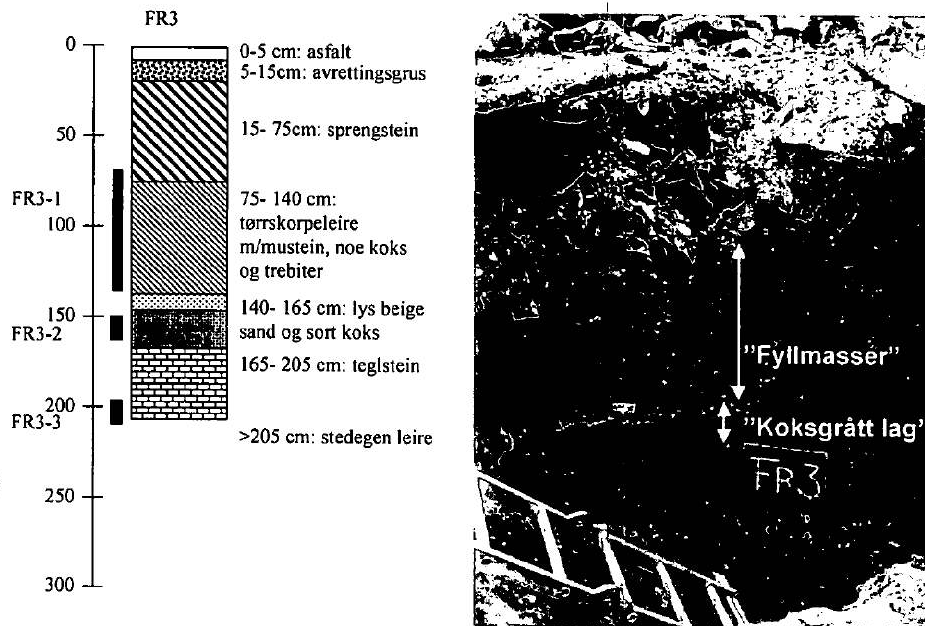 FR3
0
50
100
150
200
250
300
FR3-1
FR3-2
FR3-3
0-5 cm: asfalt
5-15cm: avrettingsgrus
15- 75cm: sprengstein
75- 140 cm:
tørrskorpeleire
m/mustein, noe koks
og trebiter
140- 165 cm: lys beige
sand og sort koks
165- 205 cm: teglstein
>205 cm: stedegen leire
"Fyllmasser"
"Koksgrått lag"
FR3